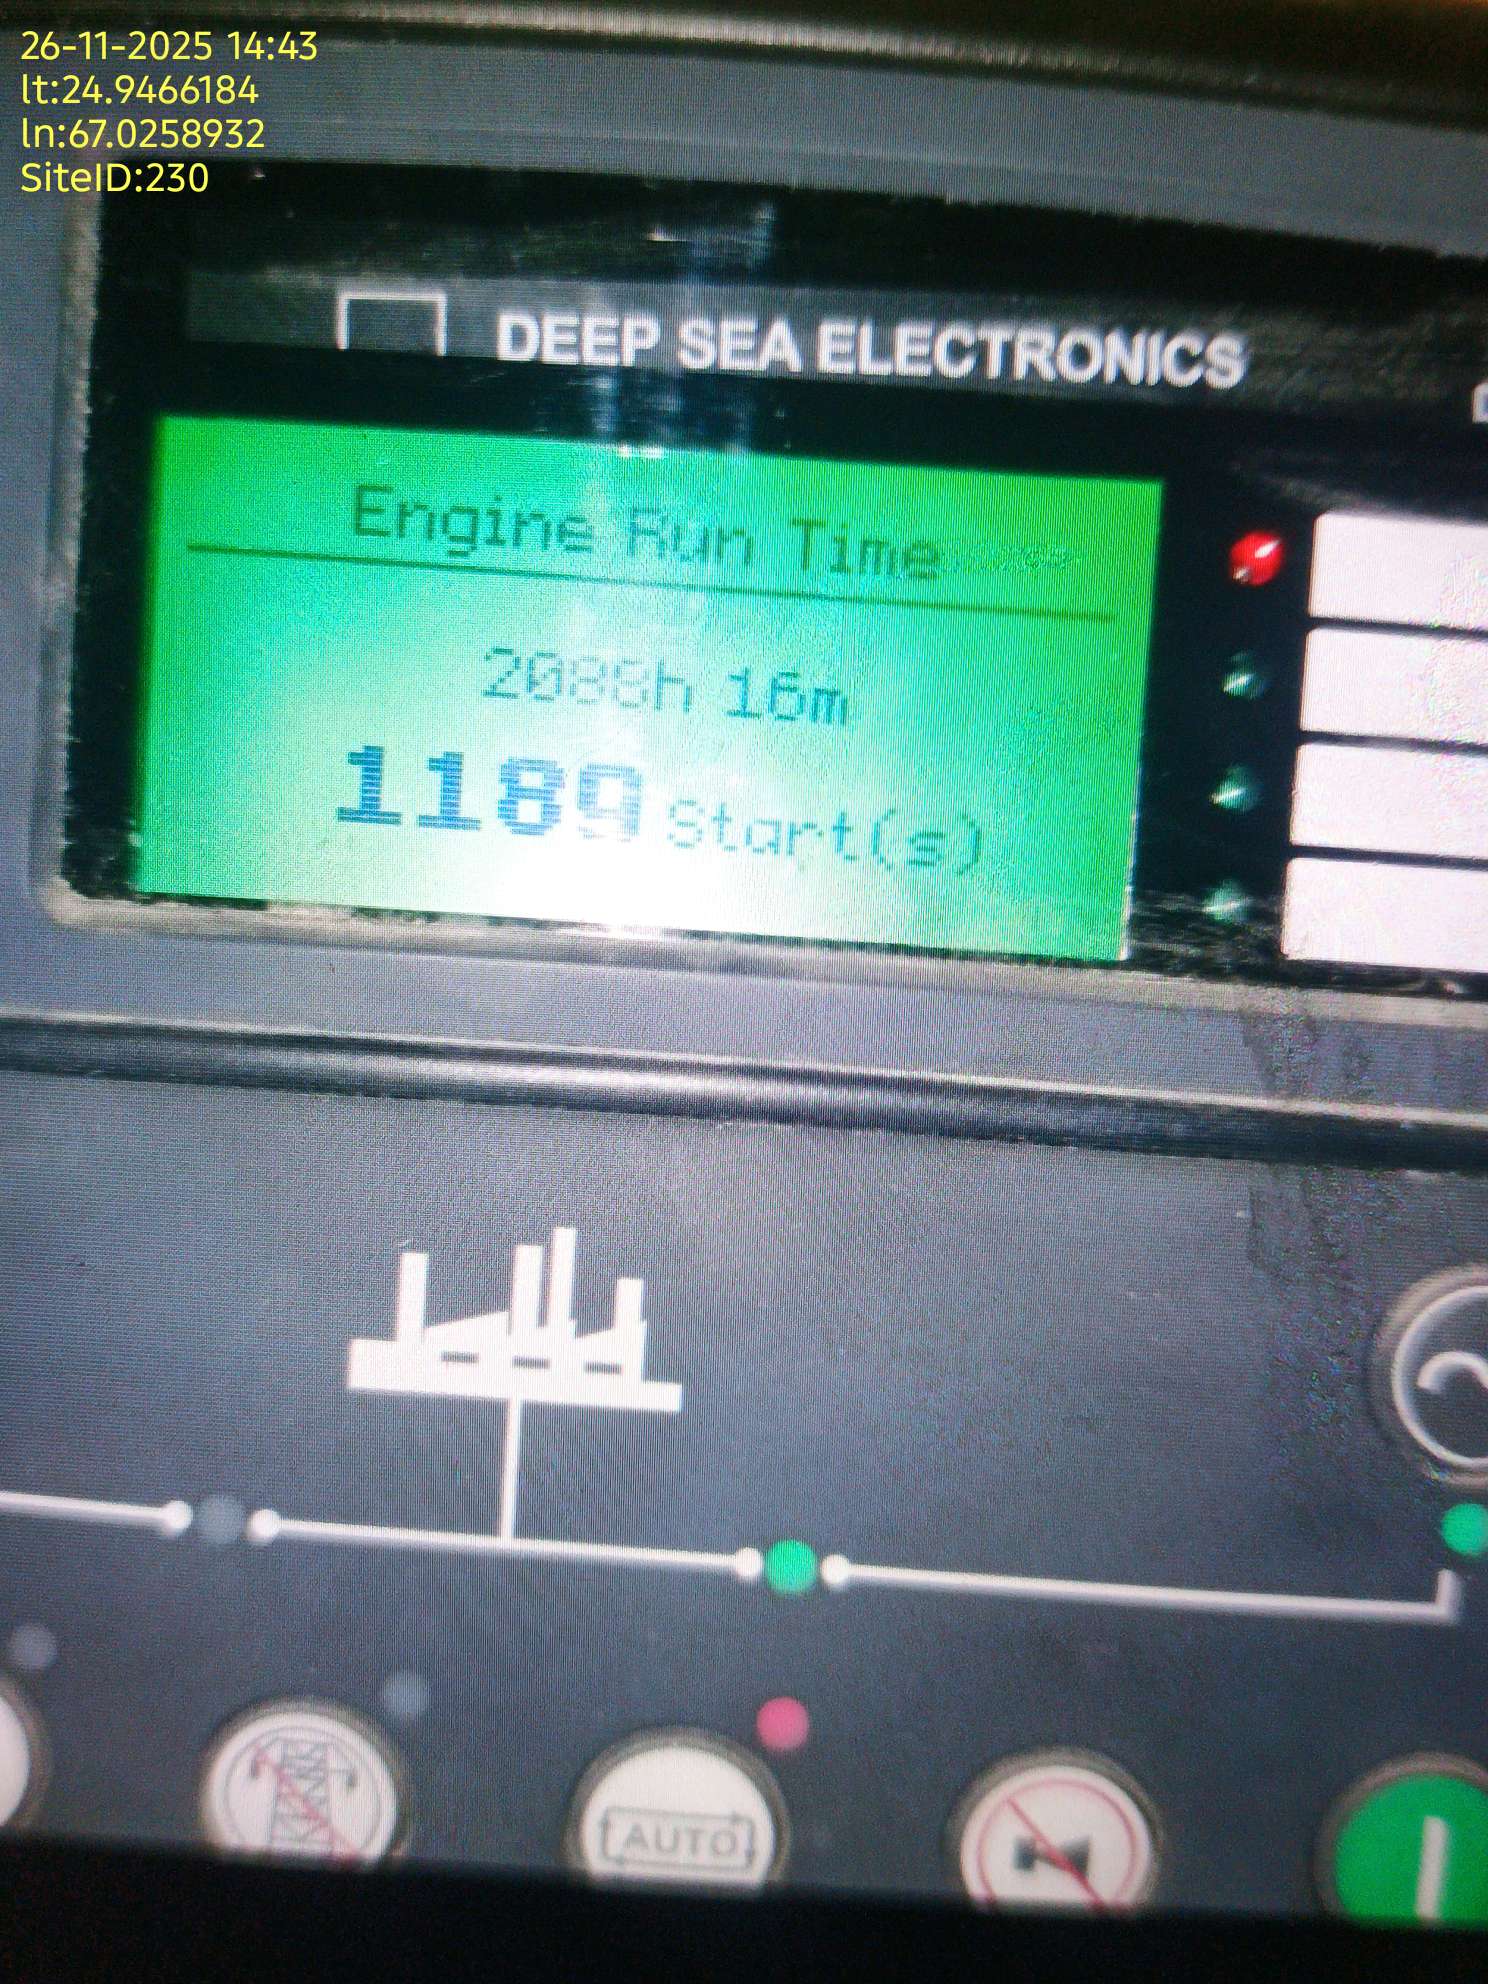 26-11-2025 14:43
lt:24.9466184
ln:67.0258932
SiteID:230
DEEP SEA ELECTRONICS
Engine Run Time
2088h 16m
1189 Start(s)
AUTO